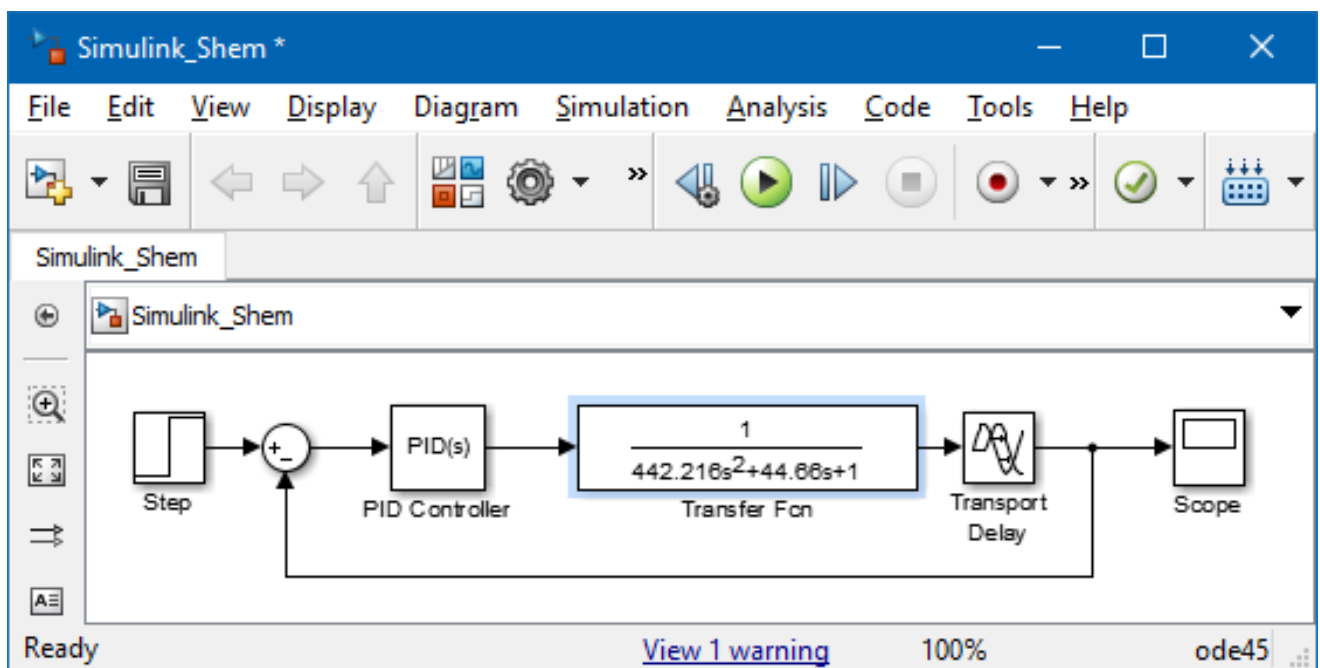 Simulink_Shem *
File Edit View Display Diagram Simulation Analysis Code Tools Help
Simulink_Shem
Simulink_Shem
+
-
PID(s)
1
442.216s²+44.66s+1
Step
PID Controller
Transfer Fcn
Transport
Delay
Scope
Ready View 1 warning 100% ode45